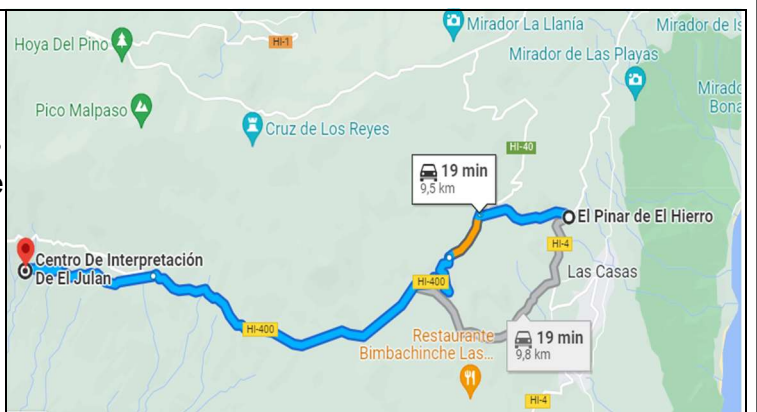 Mirador La Llanía
Mirador de Is
Hoya Del Pino
HI-1
Mirador de Las Playas
Mirado
Bona
Pico Malpaso
Cruz de Los Reyes
HI-40
e
19 min
9,5 km
El Pinar de El Hierro
HI-4
Centro De Interpretación
De El Julan
Las Casas
HI-400
HI-400
Restaurante
Bimbachinche Las...
19 min
9,8 km
HI-4